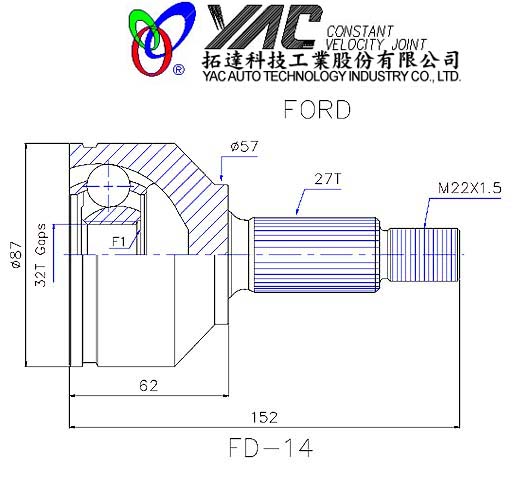 YAC CONSTANT
VELOCITY JOINT
拓達科技工業股份有限公司
® YAC AUTO TECHNOLOGY INDUSTRY CO., LTD.
FORD
ø57
27T
M22X1.5
ø87
32T Gaps
F1
62
152
FD-14